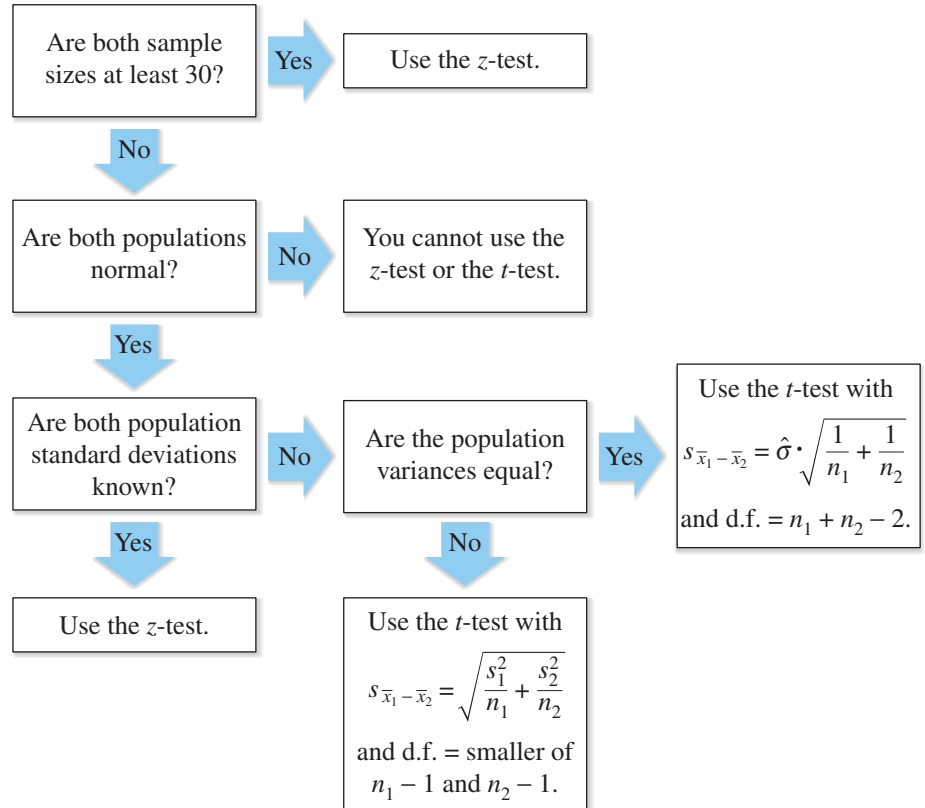 Are both sample
sizes at least 30?
Yes
Use the z-test.
No
Are both populations
normal?
No
You cannot use the
z-test or the t-test.
Yes
Are both population
standard deviations
known?
No
Are the population
variances equal?
Yes
Use the t-test with
s_{x̄₁ − x̄₂} = σ̂ · √(1/n₁ + 1/n₂)
and d.f. = n₁ + n₂ − 2.
Yes
Use the z-test.
No
Use the t-test with
s_{x̄₁ − x̄₂} = √(s₁²/n₁ + s₂²/n₂)
and d.f. = smaller of
n₁ − 1 and n₂ − 1.